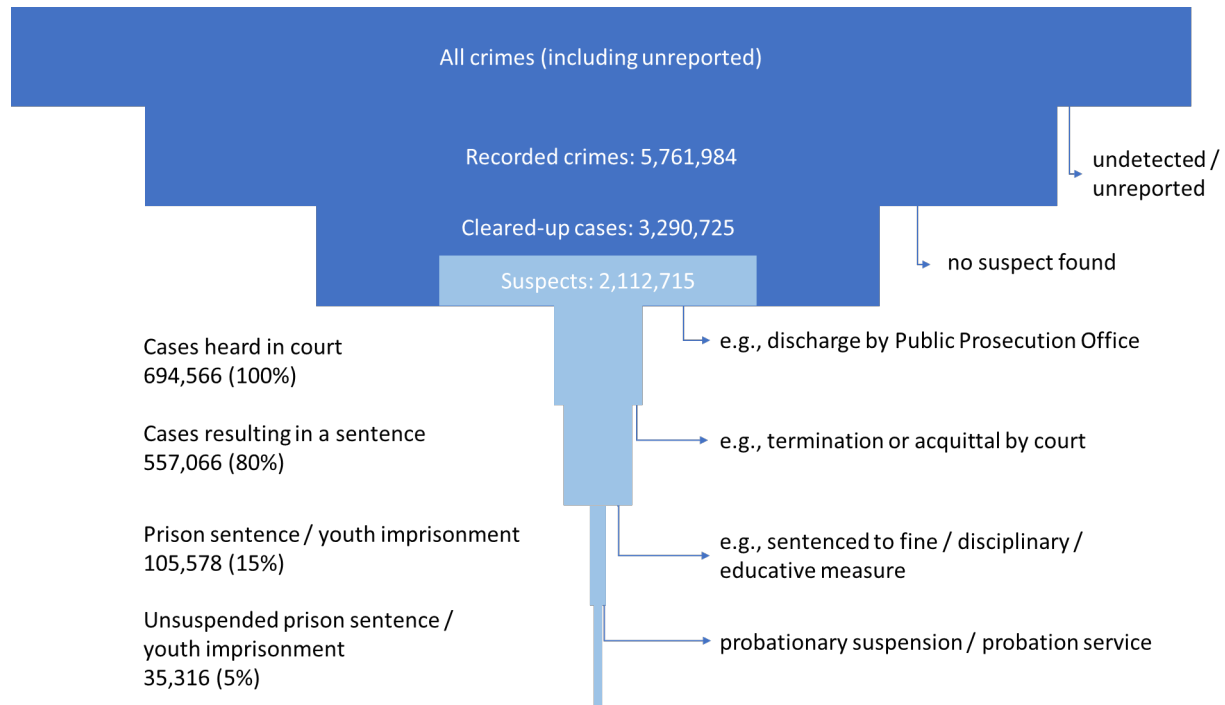 All crimes (including unreported)
Recorded crimes: 5,761,984
undetected /
unreported
Cleared-up cases: 3,290,725
no suspect found
Suspects: 2,112,715
Cases heard in court
694,566 (100%)
e.g., discharge by Public Prosecution Office
Cases resulting in a sentence
557,066 (80%)
e.g., termination or acquittal by court
Prison sentence / youth imprisonment
105,578 (15%)
e.g., sentenced to fine / disciplinary /
educative measure
Unsuspended prison sentence /
youth imprisonment
35,316 (5%)
probationary suspension / probation service